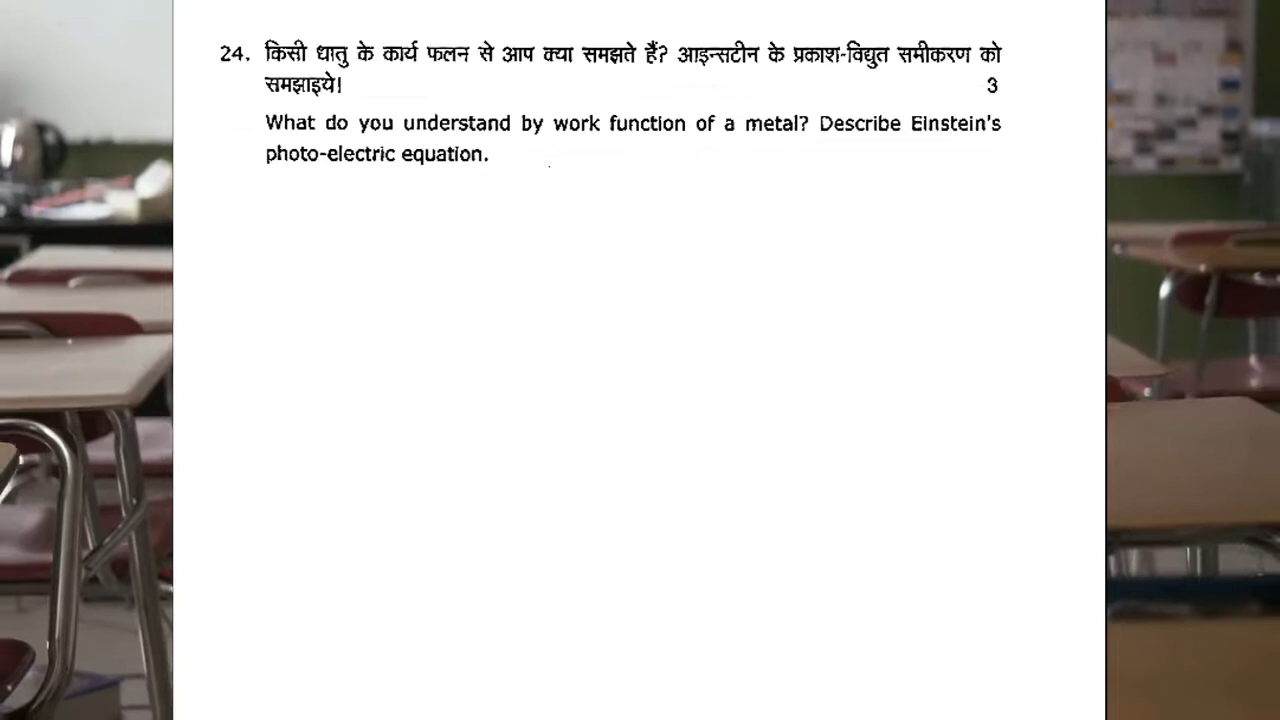 24. किसी धातु के कार्य फलन से आप क्या समझते हैं? आइन्सटीन के प्रकाश-विद्युत समीकरण को
समझाइये। 3
What do you understand by work function of a metal? Describe Einstein's
photo-electric equation.